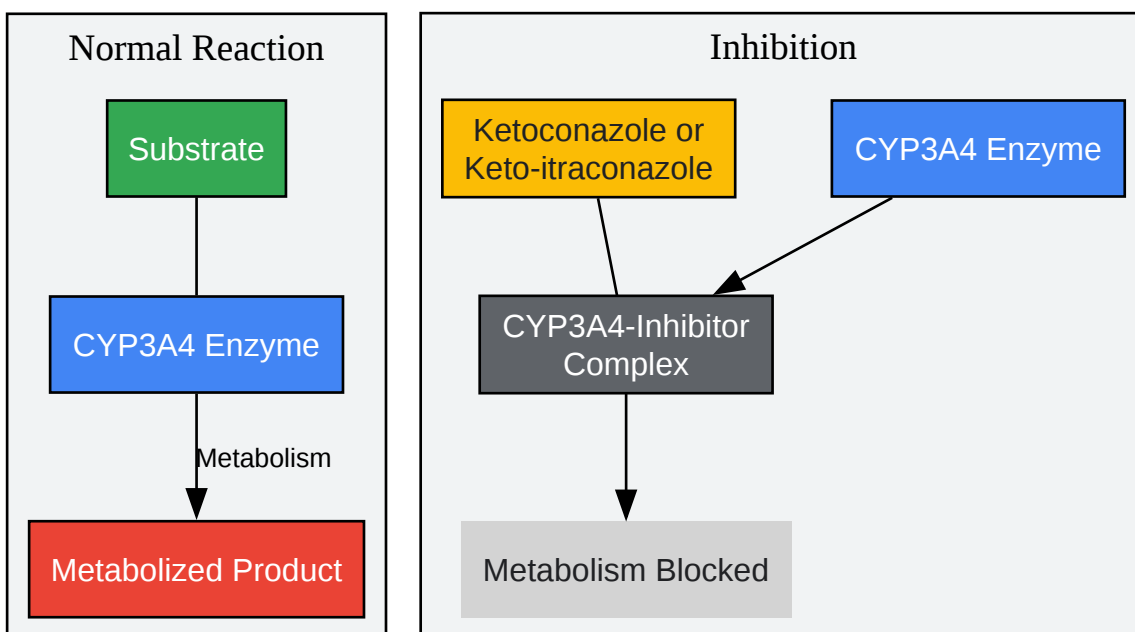 Normal Reaction
Substrate
CYP3A4 Enzyme
Metabolism
Metabolized Product
Inhibition
Ketoconazole or
Keto-itraconazole
CYP3A4 Enzyme
CYP3A4-Inhibitor
Complex
Metabolism Blocked